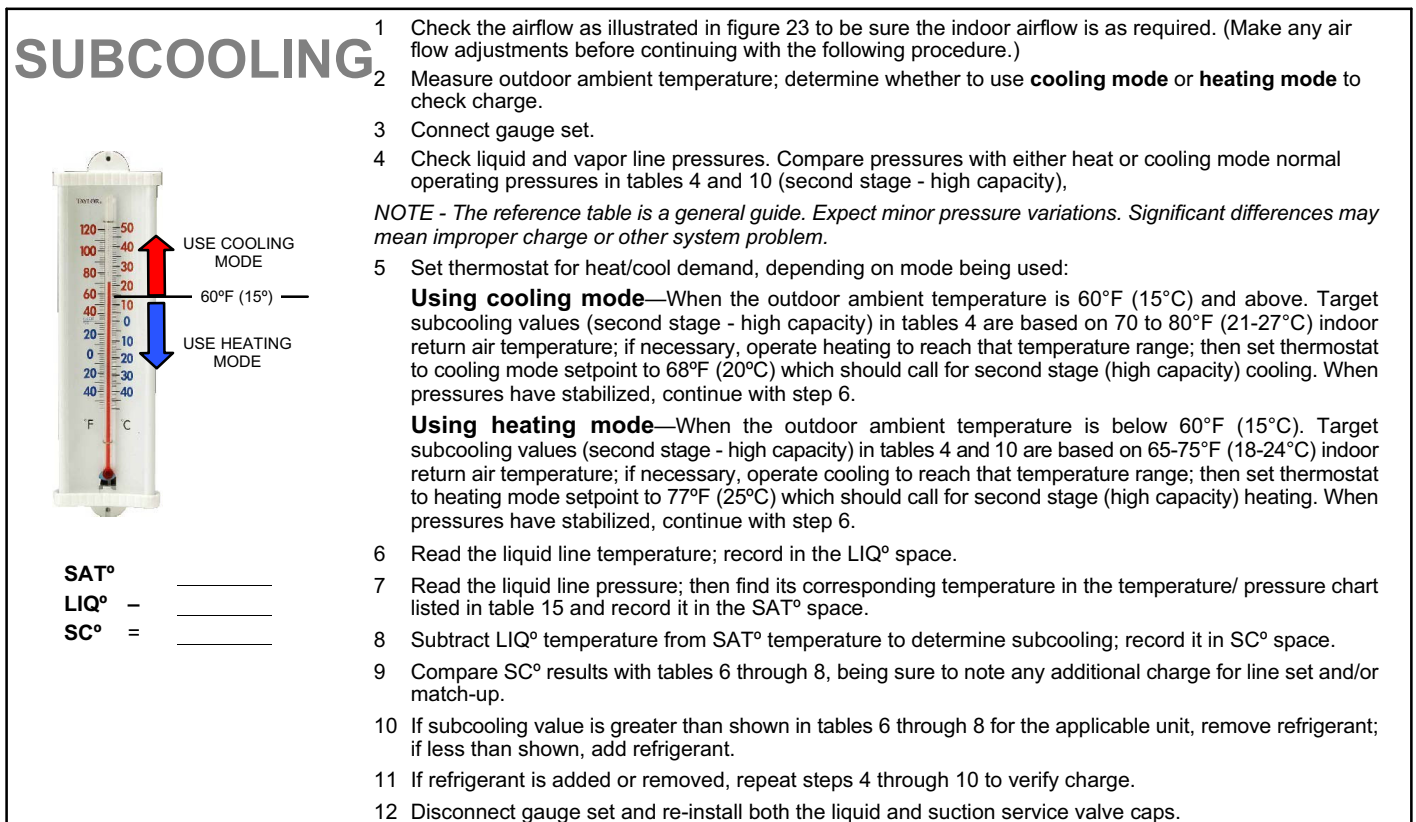 SUBCOOLING
1 Check the airflow as illustrated in figure 23 to be sure the indoor airflow is as required. (Make any air
flow adjustments before continuing with the following procedure.)
2 Measure outdoor ambient temperature; determine whether to use cooling mode or heating mode to
check charge.
3 Connect gauge set.
4 Check liquid and vapor line pressures. Compare pressures with either heat or cooling mode normal
operating pressures in tables 4 and 10 (second stage - high capacity),
NOTE - The reference table is a general guide. Expect minor pressure variations. Significant differences may
mean improper charge or other system problem.
5 Set thermostat for heat/cool demand, depending on mode being used:
Using cooling mode—When the outdoor ambient temperature is 60°F (15°C) and above. Target
subcooling values (second stage - high capacity) in tables 4 are based on 70 to 80°F (21-27°C) indoor
return air temperature; if necessary, operate heating to reach that temperature range; then set thermostat
to cooling mode setpoint to 68ºF (20ºC) which should call for second stage (high capacity) cooling. When
pressures have stabilized, continue with step 6.
Using heating mode—When the outdoor ambient temperature is below 60°F (15°C). Target
subcooling values (second stage - high capacity) in tables 4 and 10 are based on 65-75°F (18-24°C) indoor
return air temperature; if necessary, operate cooling to reach that temperature range; then set thermostat
to heating mode setpoint to 77ºF (25ºC) which should call for second stage (high capacity) heating. When
pressures have stabilized, continue with step 6.
6 Read the liquid line temperature; record in the LIQº space.
7 Read the liquid line pressure; then find its corresponding temperature in the temperature/ pressure chart
listed in table 15 and record it in the SATº space.
8 Subtract LIQº temperature from SATº temperature to determine subcooling; record it in SCº space.
9 Compare SCº results with tables 6 through 8, being sure to note any additional charge for line set and/or
match-up.
10 If subcooling value is greater than shown in tables 6 through 8 for the applicable unit, remove refrigerant;
if less than shown, add refrigerant.
11 If refrigerant is added or removed, repeat steps 4 through 10 to verify charge.
12 Disconnect gauge set and re-install both the liquid and suction service valve caps.
TAYLOR
120 50
100 40
80 30
60 20
40 10
20 0
0 10
20 20
40 30
40
°F °C
USE COOLING
MODE
60ºF (15º)
USE HEATING
MODE
SATº
LIQº –
SCº =